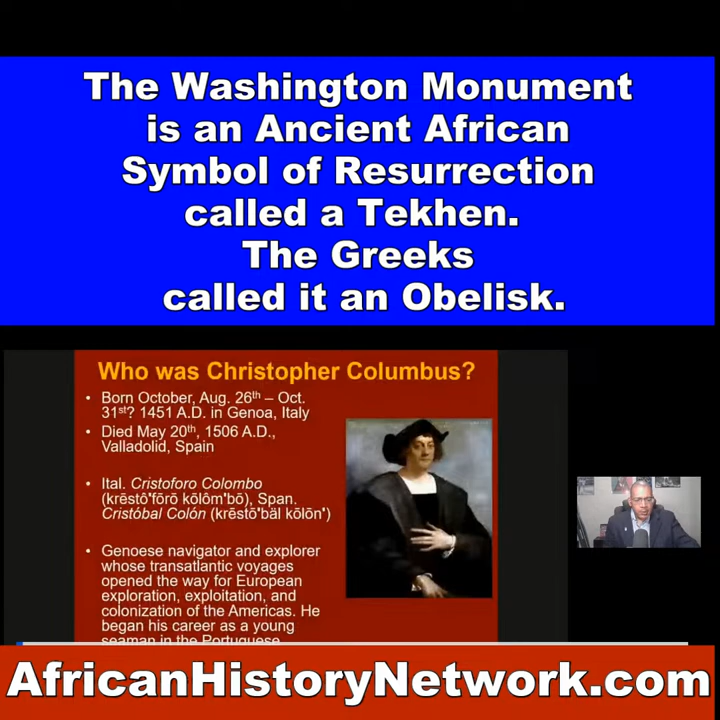 The Washington Monument
is an Ancient African
Symbol of Resurrection
called a Tekhen.
The Greeks
called it an Obelisk.
Who was Christopher Columbus?
• Born October, Aug. 26th – Oct.
31st? 1451 A.D. in Genoa, Italy
• Died May 20th, 1506 A.D.,
Valladolid, Spain
• Ital. Cristoforo Colombo
(krēstô'fōrō kōlôm'bō), Span.
Cristóbal Colón (krēstō'bäl kōlōn')
• Genoese navigator and explorer
whose transatlantic voyages
opened the way for European
exploration, exploitation, and
colonization of the Americas. He
began his career as a young
seaman in the Portuguese
AfricanHistoryNetwork.com